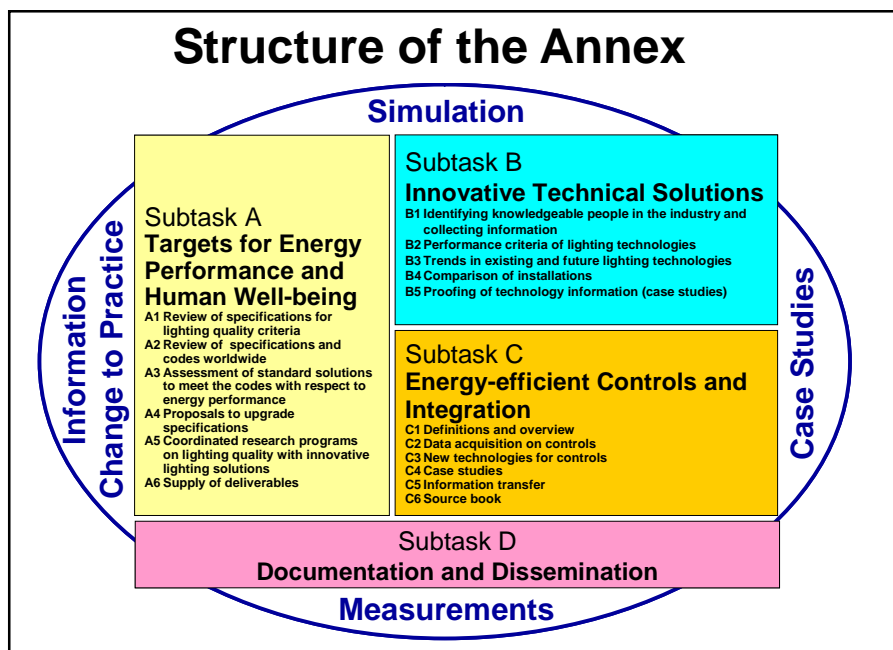 Structure of the Annex
Simulation
Information
Change to Practice
Subtask A
Targets for Energy
Performance and
Human Well-being
A1 Review of specifications for
lighting quality criteria
A2 Review of specifications and
codes worldwide
A3 Assessment of standard solutions
to meet the codes with respect to
energy performance
A4 Proposals to upgrade
specifications
A5 Coordinated research programs
on lighting quality with innovative
lighting solutions
A6 Supply of deliverables
Subtask B
Innovative Technical Solutions
B1 Identifying knowledgeable people in the industry and
collecting information
B2 Performance criteria of lighting technologies
B3 Trends in existing and future lighting technologies
B4 Comparison of installations
B5 Proofing of technology information (case studies)
Subtask C
Energy-efficient Controls and
Integration
C1 Definitions and overview
C2 Data acquisition on controls
C3 New technologies for controls
C4 Case studies
C5 Information transfer
C6 Source book
Case Studies
Subtask D
Documentation and Dissemination
Measurements